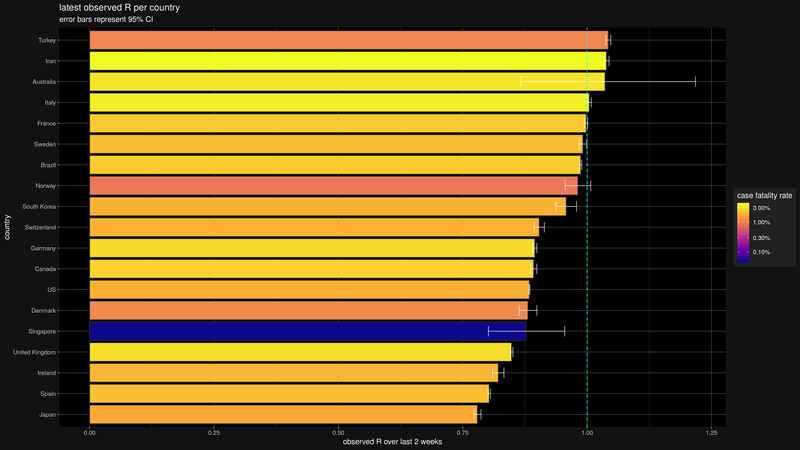 latest observed R per country
error bars represent 95% CI
country
Turkey
Iran
Australia
Italy
France
Sweden
Brazil
Norway
South Korea
Switzerland
Germany
Canada
US
Denmark
Singapore
United Kingdom
Ireland
Spain
Japan
0.00 0.25 0.50 0.75 1.00 1.25
observed R over last 2 weeks
case fatality rate
3.00%
1.00%
0.30%
0.10%